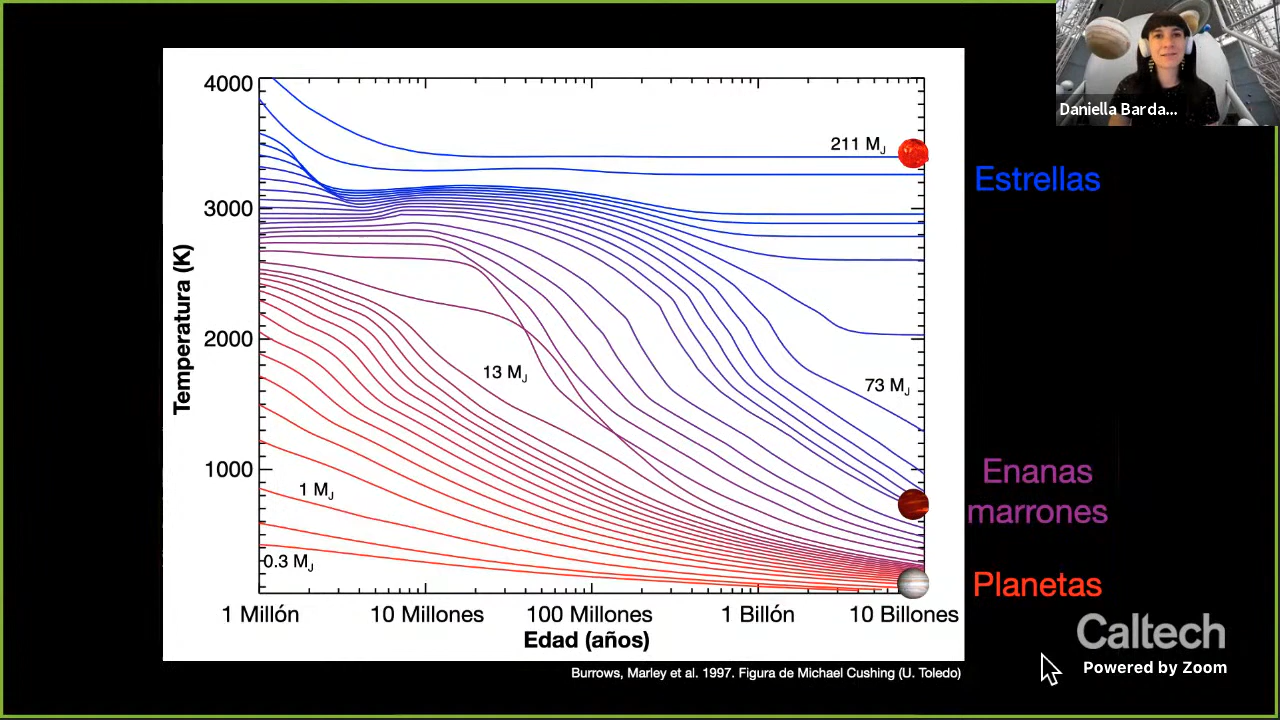 Daniella Barda...
4000
3000
2000
1000
Temperatura (K)
211 MJ
73 MJ
13 MJ
1 MJ
0.3 MJ
1 Millón
10 Millones
100 Millones
1 Billón
10 Billones
Edad (años)
Burrows, Marley et al. 1997. Figura de Michael Cushing (U. Toledo)
Estrellas
Enanas
marrones
Planetas
Caltech
Powered by Zoom